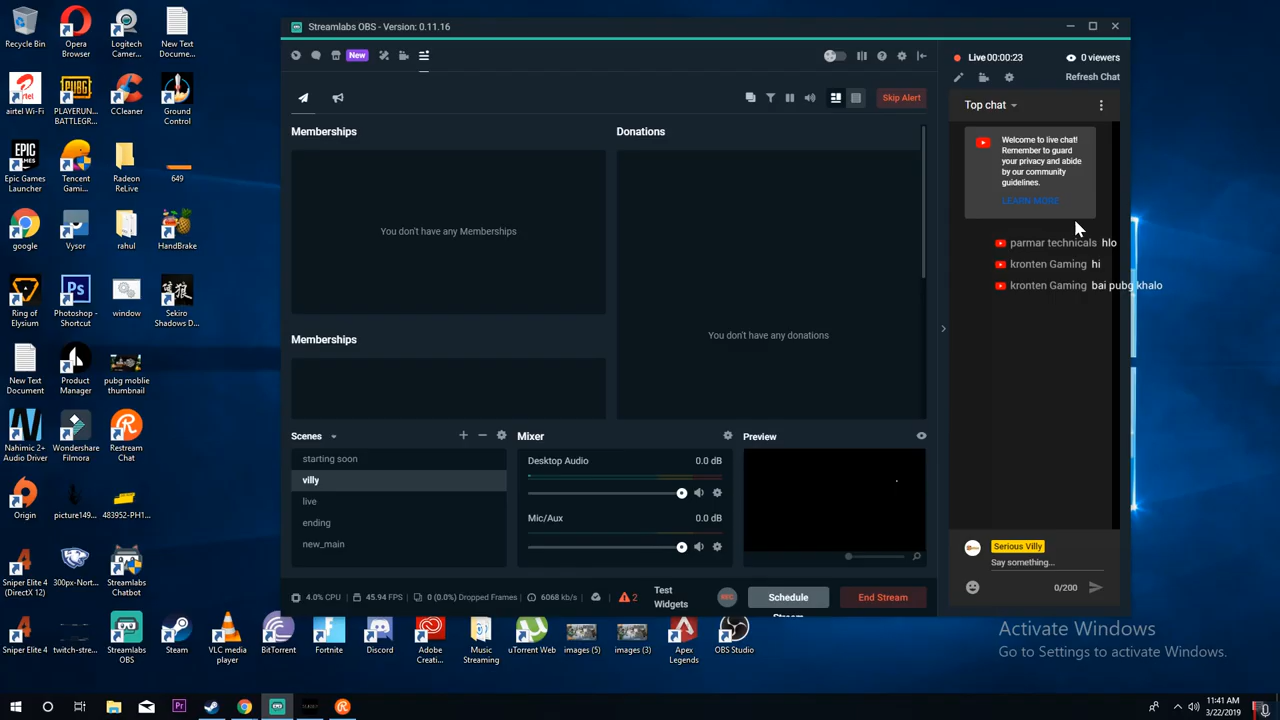 Recycle Bin
Opera Browser
Logitech Camer...
New Text Docume...
airtel Wi-Fi
PLAYERUN... BATTLEGR...
CCleaner
Ground Control
Epic Games Launcher
Tencent Gami...
Radeon ReLive
649
google
Vysor
rahul
HandBrake
Ring of Elysium
Photoshop - Shortcut
window
Sekiro Shadows D...
New Text Document
Product Manager
pubg moblie thumbnail
Nahimic 2+ Audio Driver
Wondershare Filmora
Restream Chat
Origin
picture149...
483952-PH1...
Sniper Elite 4 (DirectX 12)
300px-Nort...
Streamlabs Chatbot
Sniper Elite 4
twitch-stre...
Streamlabs OBS
Steam
VLC media player
BitTorrent
Fortnite
Discord
Adobe Creati...
Music Streaming
uTorrent Web
images (5)
images (3)
Apex Legends
OBS Studio
Streamlabs OBS - Version: 0.11.16
New
Skip Alert
Memberships
You don't have any Memberships
Memberships
Donations
You don't have any donations
Scenes
starting soon
villy
live
ending
new_main
Mixer
Desktop Audio 0.0 dB
Mic/Aux 0.0 dB
Preview
4.0% CPU 45.94 FPS 0 (0.0%) Dropped Frames 6068 kb/s 2
Test Widgets
REC
Schedule Stream
End Stream
Live 00:00:23 0 viewers
Refresh Chat
Top chat
Welcome to live chat!
Remember to guard
your privacy and abide
by our community
guidelines.
LEARN MORE
parmar technicals hlo
kronten Gaming hi
kronten Gaming bai pubg khalo
Serious Villy
Say something...
0/200
Activate Windows
Go to Settings to activate Windows.
Pr
11:41 AM
3/22/2019